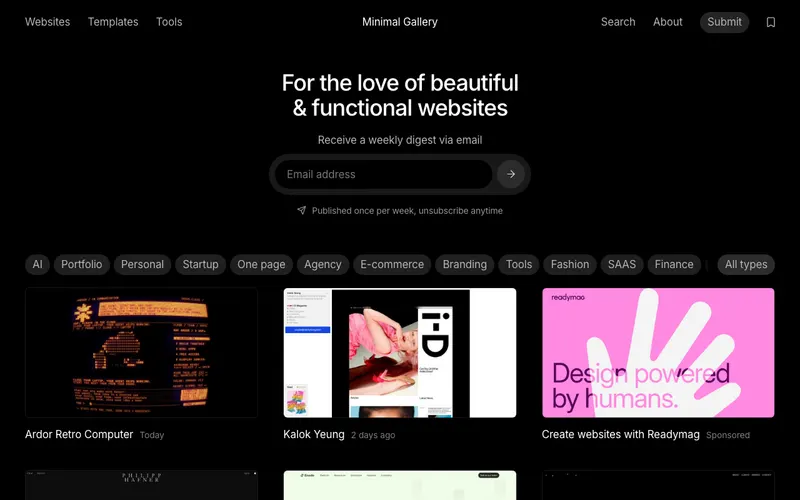 Websites Templates Tools Minimal Gallery Search About Submit
For the love of beautiful
& functional websites
Receive a weekly digest via email
Email address
Published once per week, unsubscribe anytime
AI Portfolio Personal Startup One page Agency E-commerce Branding Tools Fashion SAAS Finance All types
i-D
readymag
Design powered
by humans.
Ardor Retro Computer Today
Kalok Yeung 2 days ago
Create websites with Readymag Sponsored
PHILIPP
HAFNER